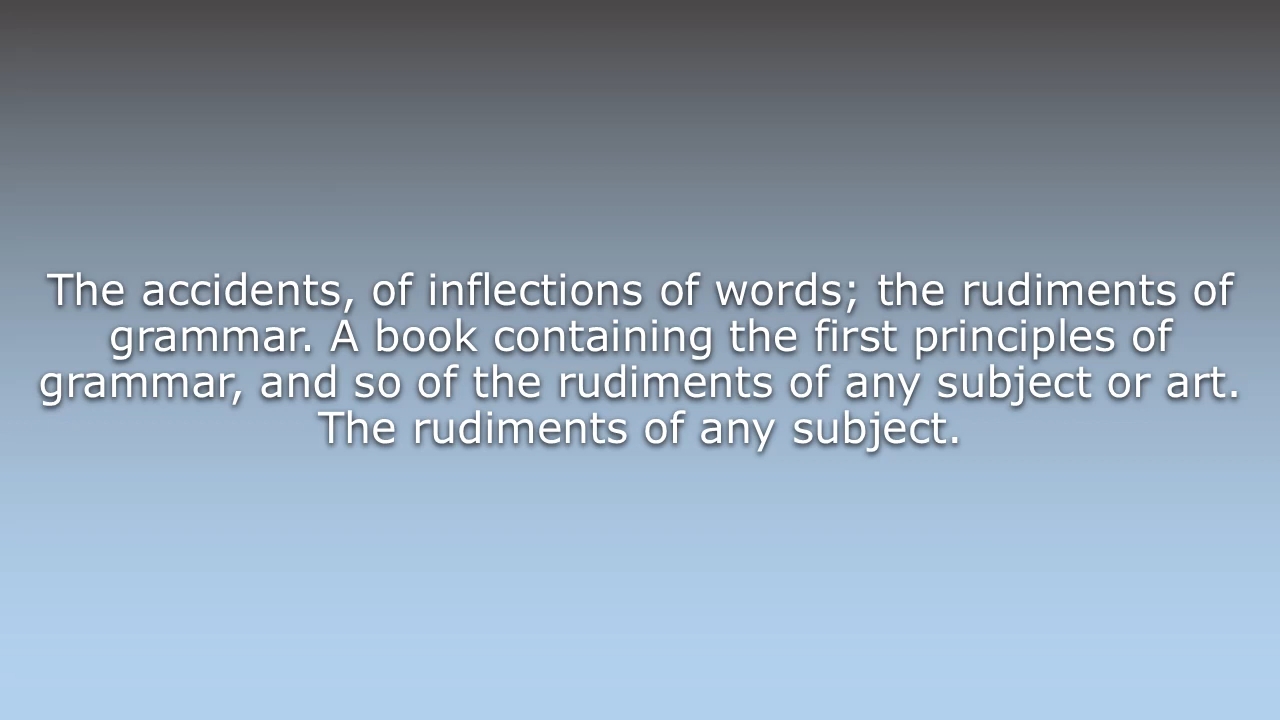 The accidents, of inflections of words; the rudiments of
grammar. A book containing the first principles of
grammar, and so of the rudiments of any subject or art.
The rudiments of any subject.